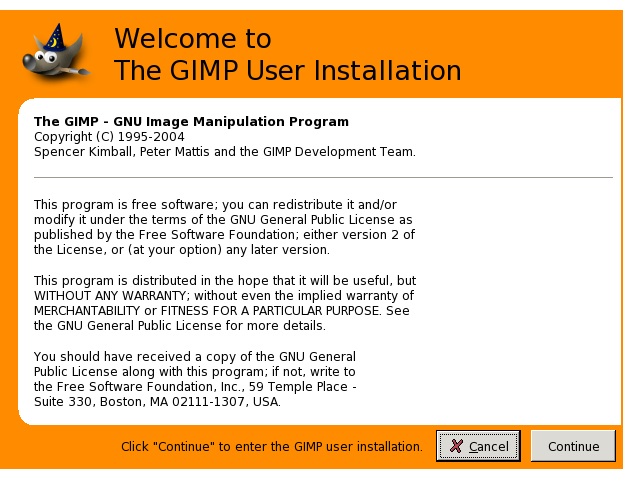 Welcome to
The GIMP User Installation
The GIMP - GNU Image Manipulation Program
Copyright (C) 1995-2004
Spencer Kimball, Peter Mattis and the GIMP Development Team.
This program is free software; you can redistribute it and/or
modify it under the terms of the GNU General Public License as
published by the Free Software Foundation; either version 2 of
the License, or (at your option) any later version.
This program is distributed in the hope that it will be useful, but
WITHOUT ANY WARRANTY; without even the implied warranty of
MERCHANTABILITY or FITNESS FOR A PARTICULAR PURPOSE. See
the GNU General Public License for more details.
You should have received a copy of the GNU General
Public License along with this program; if not, write to
the Free Software Foundation, Inc., 59 Temple Place -
Suite 330, Boston, MA 02111-1307, USA.
Click "Continue" to enter the GIMP user installation. Cancel Continue